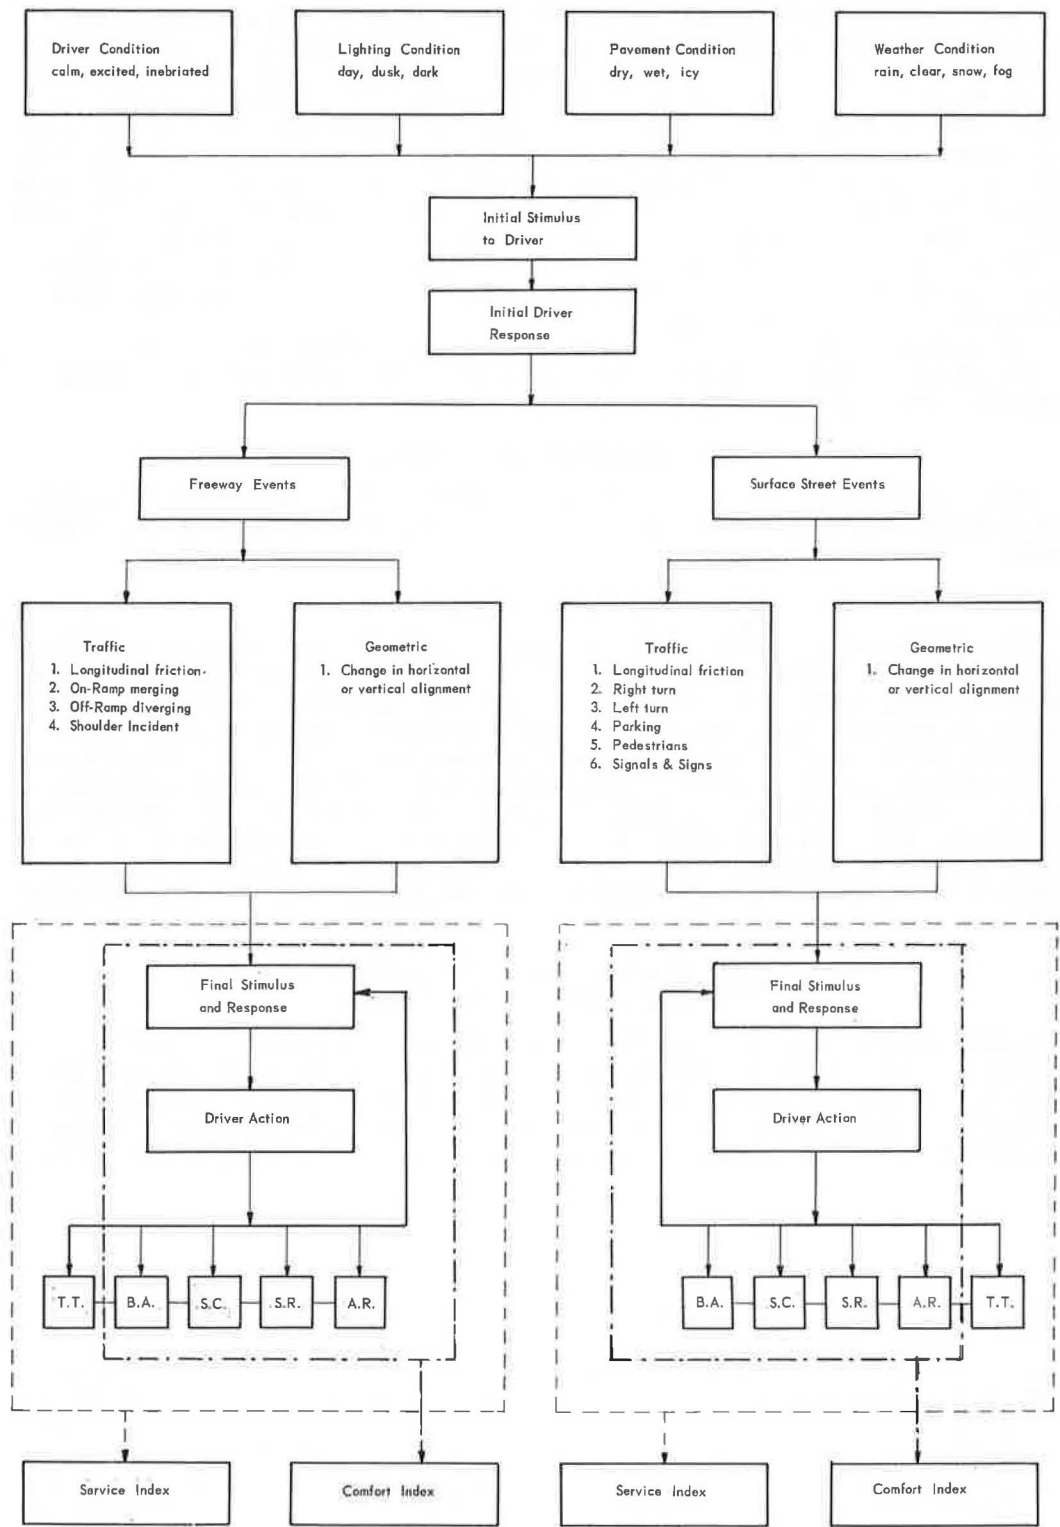 Driver Condition
calm, excited, inebriated
Lighting Condition
day, dusk, dark
Pavement Condition
dry, wet, icy
Weather Condition
rain, clear, snow, fog
Initial Stimulus
to Driver
Initial Driver
Response
Freeway Events
Surface Street Events
Traffic
1. Longitudinal friction.
2. On-Ramp merging
3. Off-Ramp diverging
4. Shoulder Incident
Geometric
1. Change in horizontal
or vertical alignment
Traffic
1. Longitudinal friction
2. Right turn
3. Left turn
4. Parking
5. Pedestrians
6. Signals & Signs
Geometric
1. Change in horizontal
or vertical alignment
Final Stimulus
and Response
Driver Action
T.T. B.A. S.C. S.R. A.R.
Final Stimulus
and Response
Driver Action
B.A. S.C. S.R. A.R. T.T.
Service Index
Comfort Index
Service Index
Comfort Index